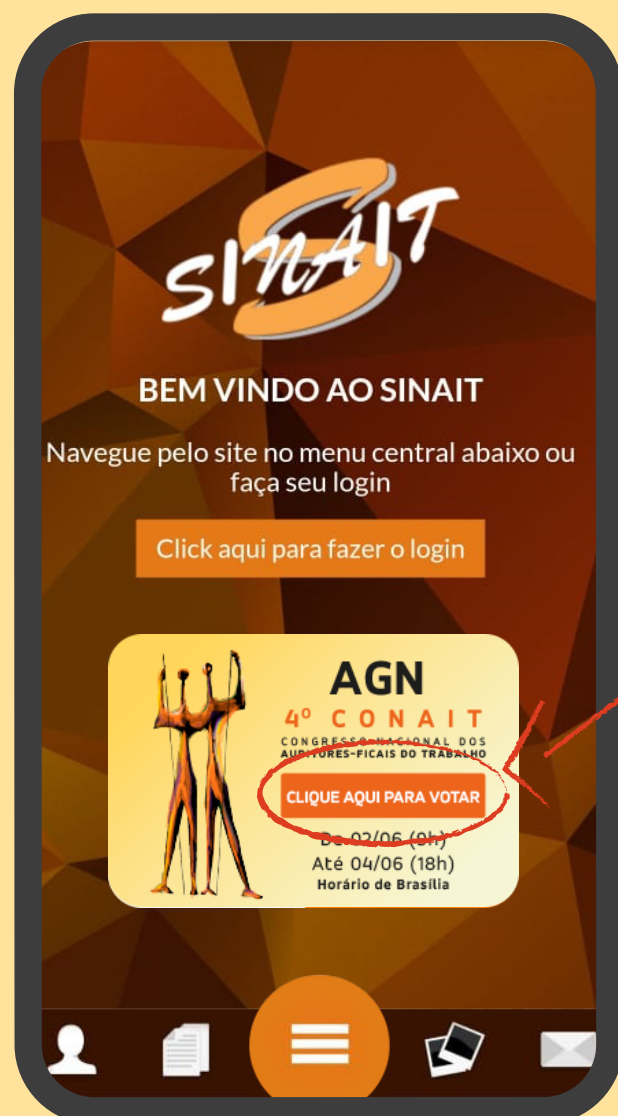 SINAIT
BEM VINDO AO SINAIT
Navegue pelo site no menu central abaixo ou
faça seu login
Click aqui para fazer o login
AGN
4º CONAIT
CONGRESSO NACIONAL DOS
AUDITORES-FICAIS DO TRABALHO
CLIQUE AQUI PARA VOTAR
De 02/06 (9h)
Até 04/06 (18h)
Horário de Brasília